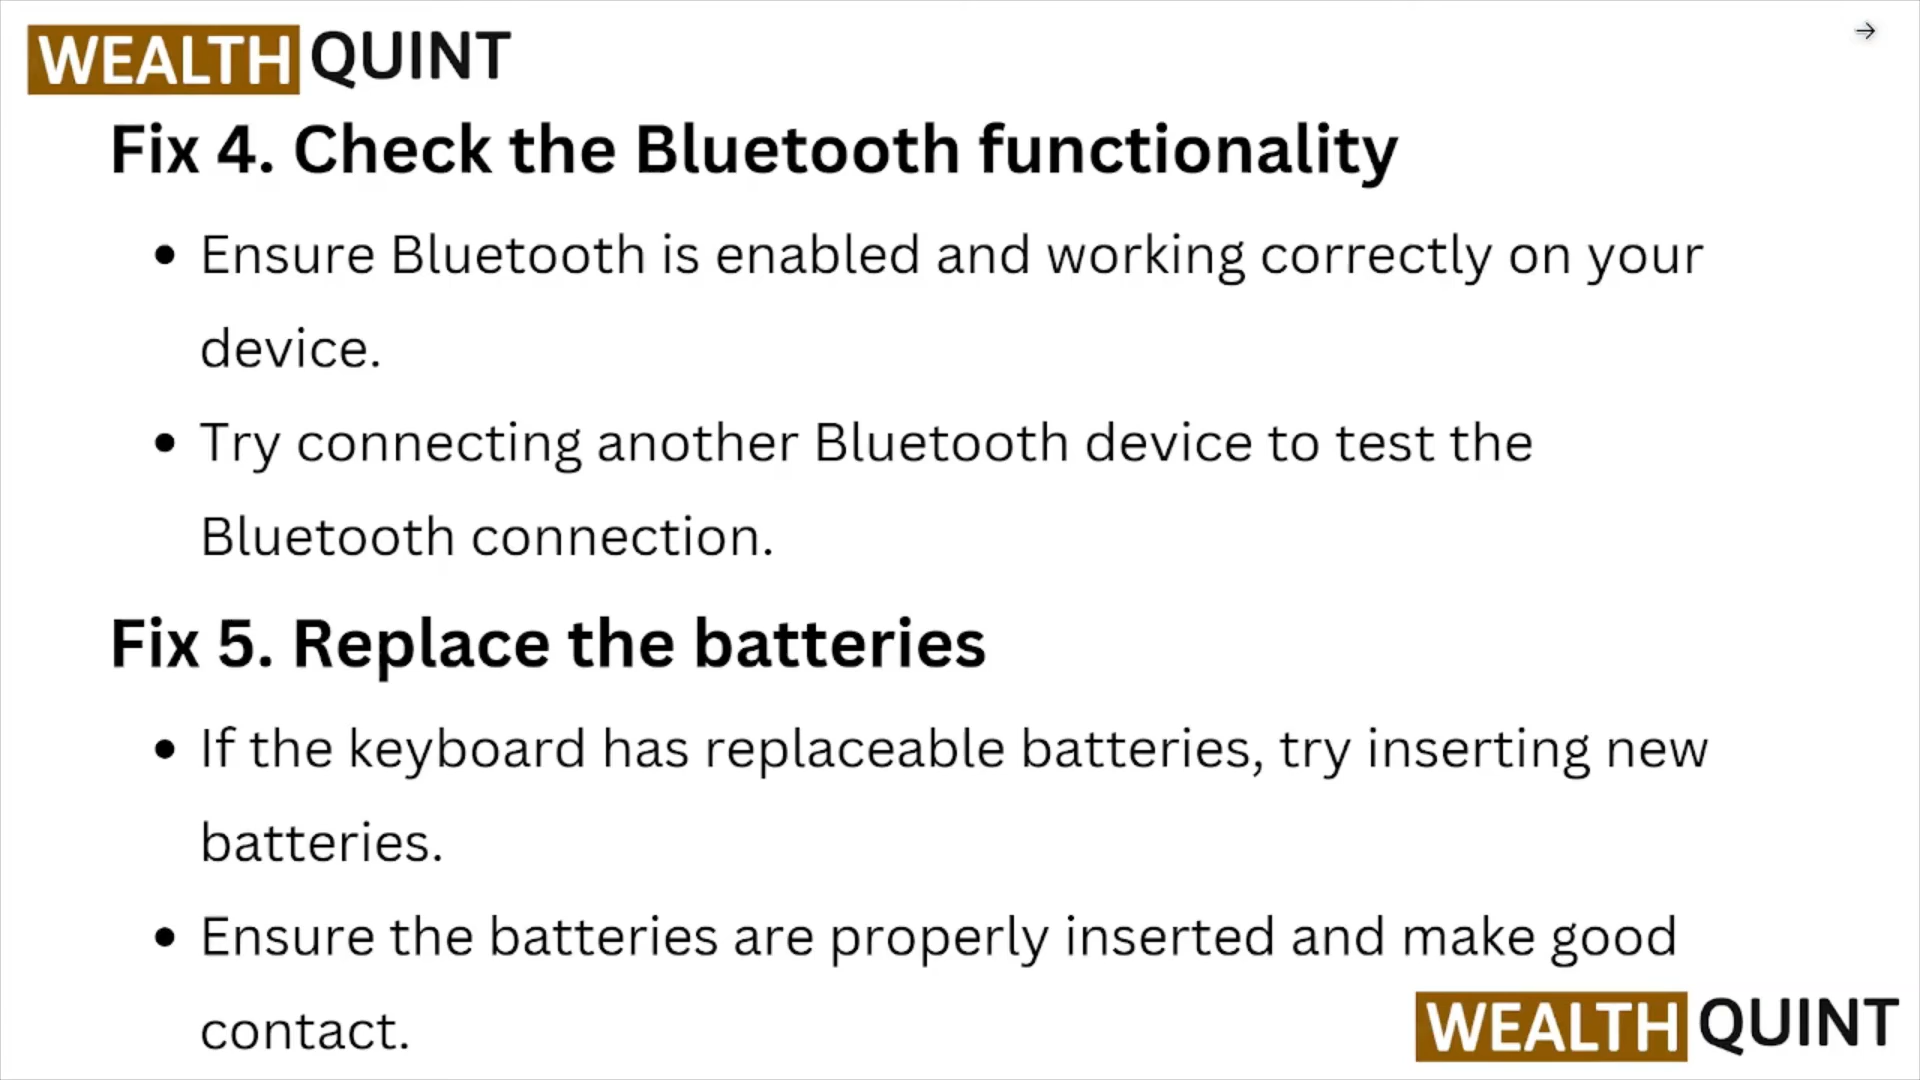 WEALTH QUINT
Fix 4. Check the Bluetooth functionality
• Ensure Bluetooth is enabled and working correctly on your
device.
• Try connecting another Bluetooth device to test the
Bluetooth connection.
Fix 5. Replace the batteries
• If the keyboard has replaceable batteries, try inserting new
batteries.
• Ensure the batteries are properly inserted and make good
contact.
WEALTH QUINT